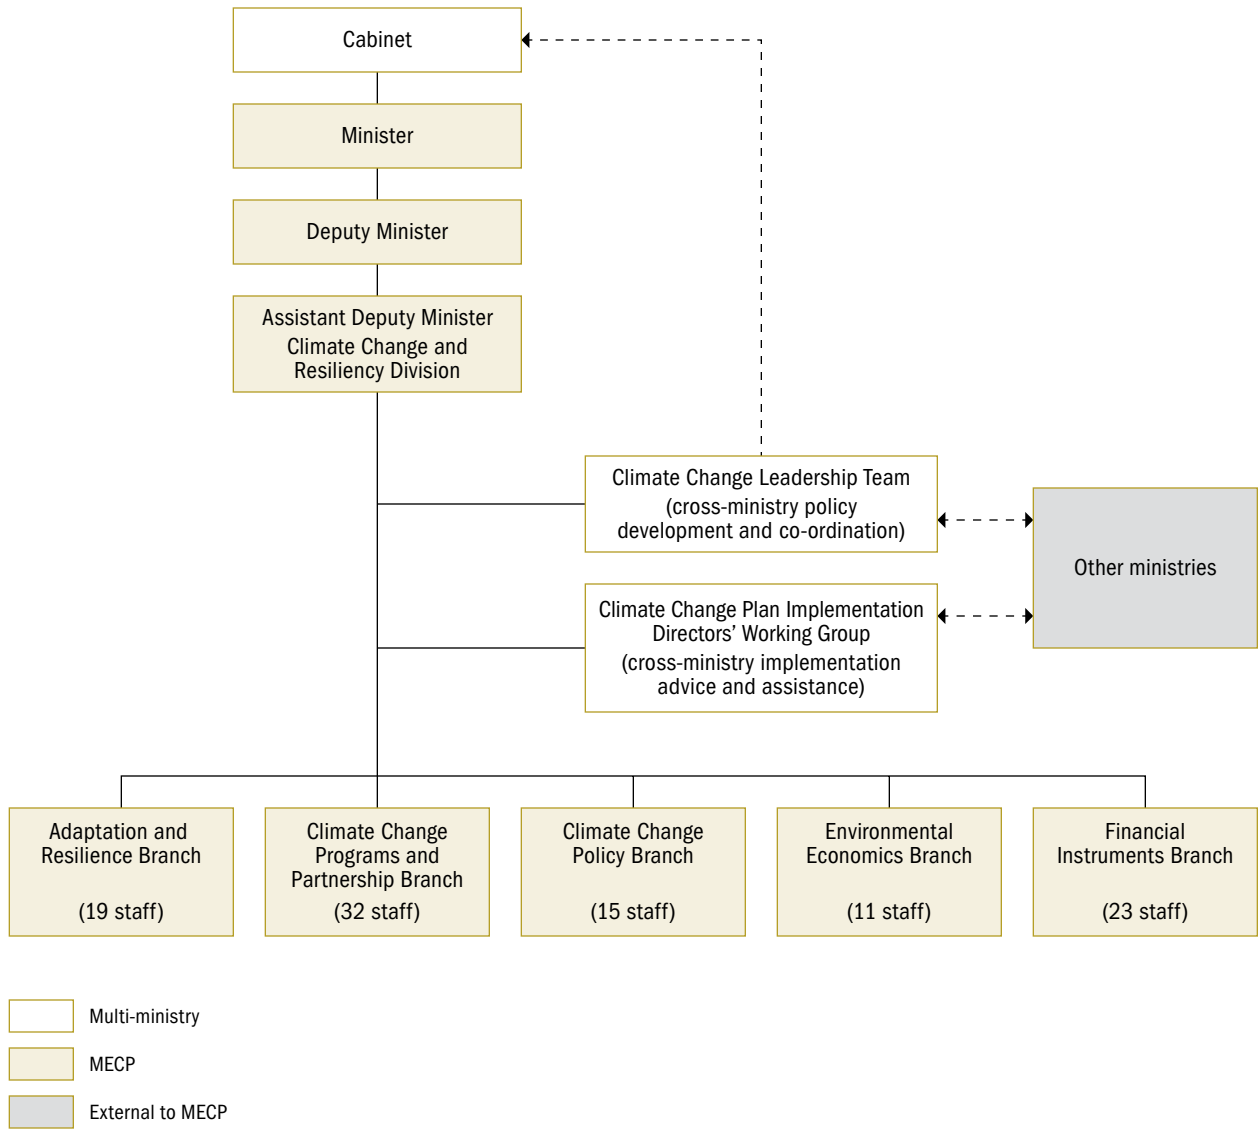 Cabinet
Minister
Deputy Minister
Assistant Deputy Minister
Climate Change and
Resiliency Division
Climate Change Leadership Team
(cross-ministry policy
development and co-ordination)
Other ministries
Climate Change Plan Implementation
Directors’ Working Group
(cross-ministry implementation
advice and assistance)
Adaptation and
Resilience Branch
(19 staff)
Climate Change
Programs and
Partnership Branch
(32 staff)
Climate Change
Policy Branch
(15 staff)
Environmental
Economics Branch
(11 staff)
Financial
Instruments Branch
(23 staff)
Multi-ministry
MECP
External to MECP